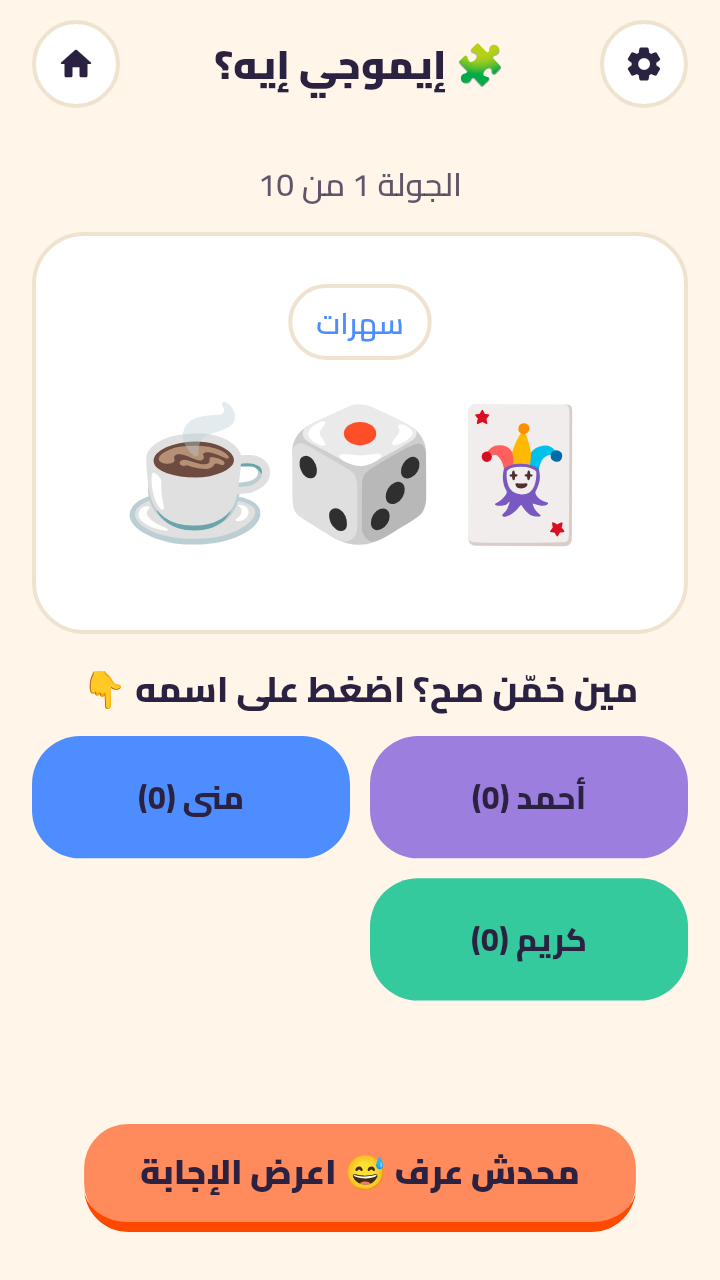 🧩 إيموجي إيه؟
الجولة 1 من 10
سهرات
مين خمّن صح؟ اضغط على اسمه 👇
أحمد (0)
منى (0)
كريم (0)
محدش عرف 😅 اعرض الإجابة